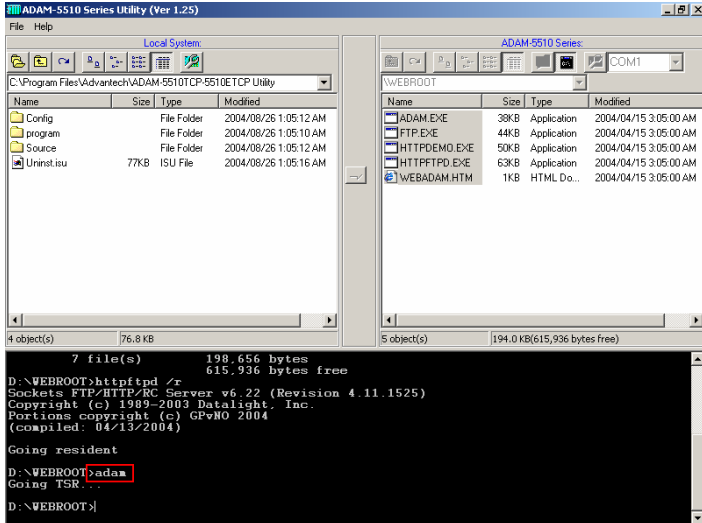 ADAM-5510 Series Utility (Ver 1.25)
File Help
Local System:
C:\Program Files\Advantech\ADAM-5510TCP-5510ETCP Utility
Name Size Type Modified
Config File Folder 2004/08/26 1:05:12 AM
program File Folder 2004/08/26 1:05:10 AM
Source File Folder 2004/08/26 1:05:12 AM
Uninst.isu 77KB ISU File 2004/08/26 1:05:16 AM
4 object(s) 76.8 KB
ADAM-5510 Series:
COM1
\WEBROOT
Name Size Type Modified
ADAM.EXE 38KB Application 2004/04/15 3:05:00 AM
FTP.EXE 44KB Application 2004/04/15 3:05:00 AM
HTTPDEMO.EXE 50KB Application 2004/04/15 3:05:00 AM
HTTPFTPD.EXE 63KB Application 2004/04/15 3:05:00 AM
WEBADAM.HTM 1KB HTML Do... 2004/04/15 3:05:00 AM
5 object(s) 194.0 KB(615,936 bytes free)
7 file(s) 198,656 bytes
615,936 bytes free
D:\WEBROOT>httpftpd /r
Sockets FTP/HTTP/RC Server v6.22 (Revision 4.11.1525)
Copyright (c) 1989-2003 Datalight, Inc.
Portions copyright (c) GPvNO 2004
(compiled: 04/13/2004)
Going resident
D:\WEBROOT>adam
Going TSR...
D:\WEBROOT>